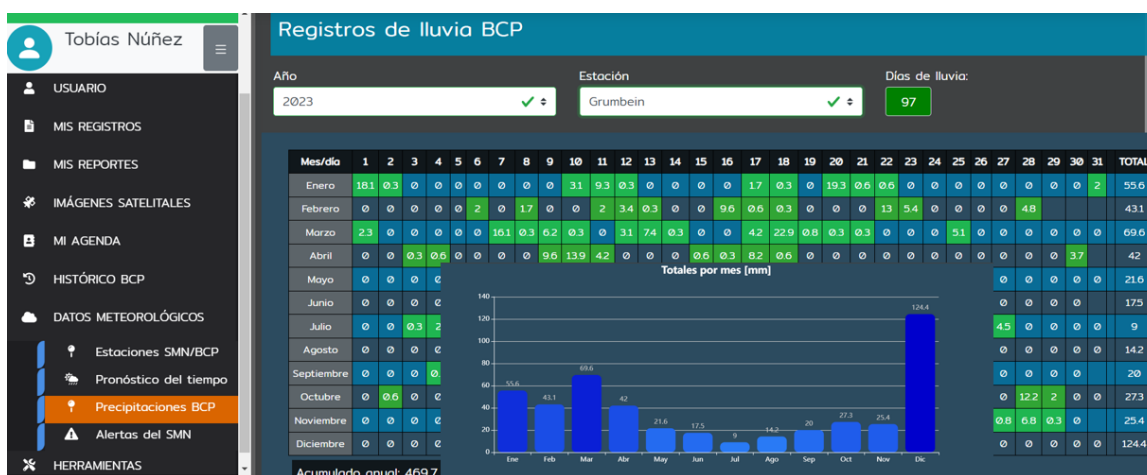 Tobías Núñez
USUARIO
MIS REGISTROS
MIS REPORTES
IMÁGENES SATELITALES
MI AGENDA
HISTÓRICO BCP
DATOS METEOROLÓGICOS
Estaciones SMN/BCP
Pronóstico del tiempo
Precipitaciones BCP
Alertas del SMN
HERRAMIENTAS
Registros de lluvia BCP
Año Estación Días de lluvia:
2023 Grumbein 97
Mes/día 1 2 3 4 5 6 7 8 9 10 11 12 13 14 15 16 17 18 19 20 21 22 23 24 25 26 27 28 29 30 31 TOTAL
Enero 18.1 0.3 0 0 0 0 0 0 0 3.1 9.3 0.3 0 0 0 0 1.7 0.3 0 19.3 0.6 0.6 0 0 0 0 0 0 0 0 2 55.6
Febrero 0 0 0 0 0 2 0 1.7 0 0 2 3.4 0.3 0 0 9.6 0.6 0.3 0 0 0 13 5.4 0 0 0 0 4.8 43.1
Marzo 2.3 0 0 0 0 0 16.1 0.3 6.2 0.3 0 3.1 7.4 0.3 0 0 4.2 22.9 0.8 0.3 0.3 0 0 0 5.1 0 0 0 0 0 0 69.6
Abril 0 0 0.3 0.6 0 0 0 0 9.6 13.9 4.2 0 0 0 0.6 0.3 8.2 0.6 0 0 0 0 0 0 0 0 0 0 0 3.7 42
Mayo 0 0 0 0 0 0 0 0 21.6
Junio 0 0 0 0 0 0 0 17.5
Julio 0 0 0.3 2 4.5 0 0 0 0 9
Agosto 0 0 0 0 0 0 0 0 14.2
Septiembre 0 0 0 0. 0 0 0 0 20
Octubre 0 0.6 0 0 0 12.2 2 0 0 27.3
Noviembre 0 0 0 0 0.8 6.8 0.3 0 25.4
Diciembre 0 0 0 0 0 0 0 0 0 124.4
Acumulado anual: 469.7
Totales por mes [mm]
140
120
100
80
60
40
20
0
55.6 43.1 69.6 42 21.6 17.5 9 14.2 20 27.3 25.4 124.4
Ene Feb Mar Abr May Jun Jul Ago Sep Oct Nov Dic